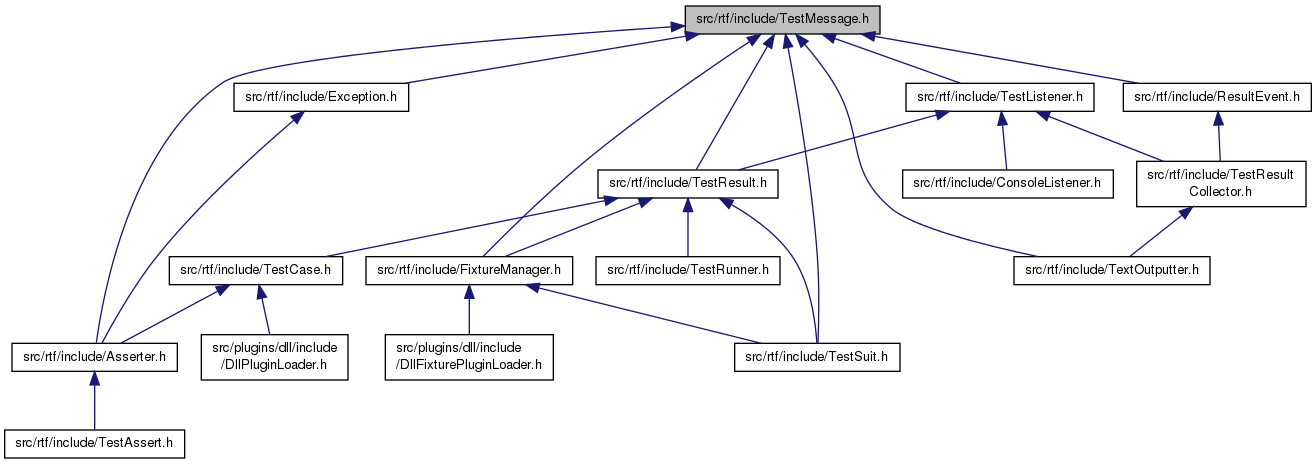 src/rtf/include/TestMessage.h
src/rtf/include/Exception.h
src/rtf/include/TestListener.h
src/rtf/include/ResultEvent.h
src/rtf/include/TestResult.h
src/rtf/include/ConsoleListener.h
src/rtf/include/TestResult
Collector.h
src/rtf/include/TestCase.h
src/rtf/include/FixtureManager.h
src/rtf/include/TestRunner.h
src/rtf/include/TextOutputter.h
src/rtf/include/Asserter.h
src/plugins/dll/include
/DllPluginLoader.h
src/plugins/dll/include
/DllFixturePluginLoader.h
src/rtf/include/TestSuit.h
src/rtf/include/TestAssert.h